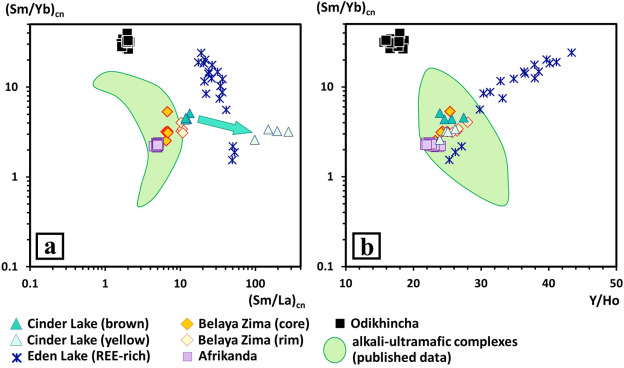 (Sm/Yb)cn
(Sm/Yb)cn
100
100
10
10
1
1
0.1
0.1
a
b
0.1
1
10
100
1000
10
20
30
40
50
(Sm/La)cn
Y/Ho
Cinder Lake (brown)
Belaya Zima (core)
Odikhincha
Cinder Lake (yellow)
Belaya Zima (rim)
alkali-ultramafic complexes
Eden Lake (REE-rich)
Afrikanda
(published data)